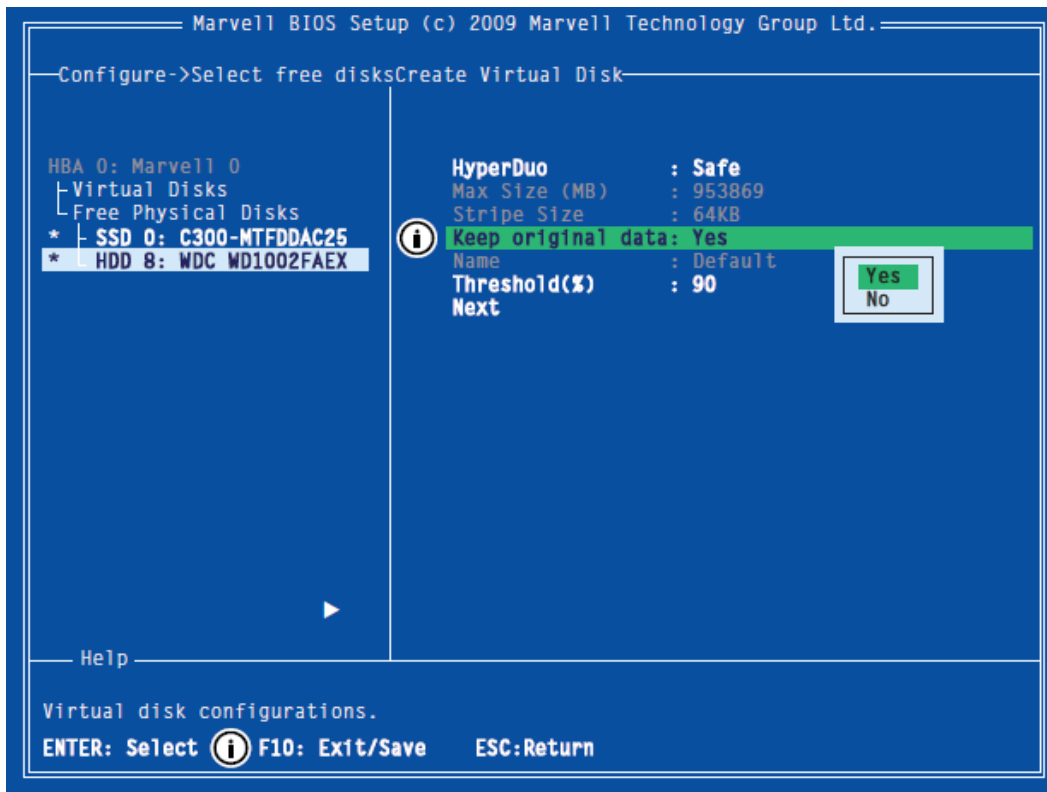 Marvell BIOS Setup (c) 2009 Marvell Technology Group Ltd.
Configure->Select free disksCreate Virtual Disk
HBA 0: Marvell 0
Virtual Disks
Free Physical Disks
* SSD 0: C300-MTFDDAC25
* HDD 8: WDC WD1002FAEX
HyperDuo : Safe
Max Size (MB) : 953869
Stripe Size : 64KB
i Keep original data: Yes
Name : Default
Threshold(%) : 90
Next
Yes
No
Help
Virtual disk configurations.
ENTER: Select i F10: Exit/Save ESC:Return